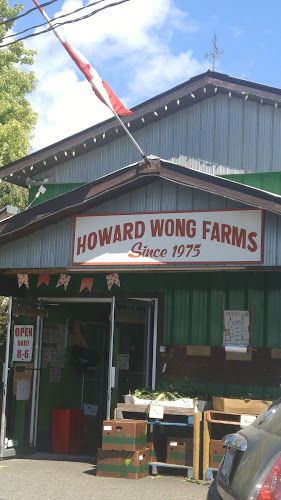 HOWARD WONG FARMS
Since 1975
OPEN
DAILY
8-6